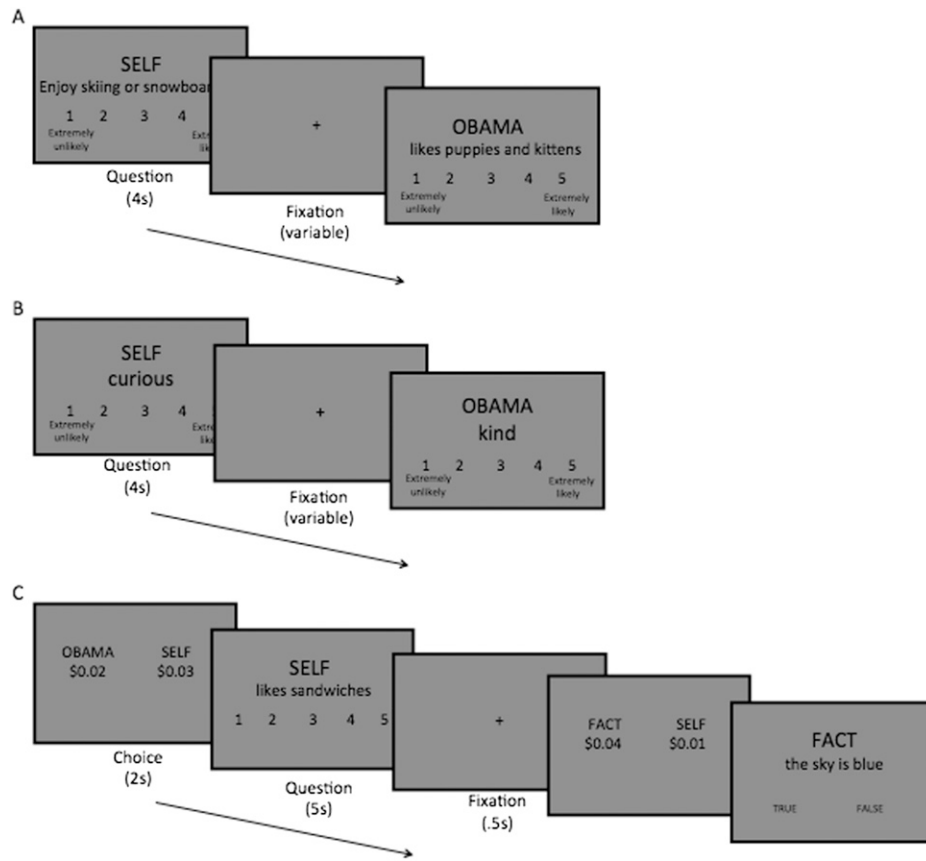 A
SELF
Enjoy skiing or snowboar
1 2 3 4
Extremely
unlikely
Question
(4s)
+
Fixation
(variable)
OBAMA
likes puppies and kittens
1 2 3 4 5
Extremely Extremely
unlikely likely
B
SELF
curious
1 2 3 4
Extremely
unlikely
Question
(4s)
+
Fixation
(variable)
OBAMA
kind
1 2 3 4 5
Extremely Extremely
unlikely likely
C
OBAMA SELF
$0.02 $0.03
Choice
(2s)
SELF
likes sandwiches
1 2 3 4 5
Question
(5s)
+
Fixation
(.5s)
FACT SELF
$0.04 $0.01
FACT
the sky is blue
TRUE FALSE